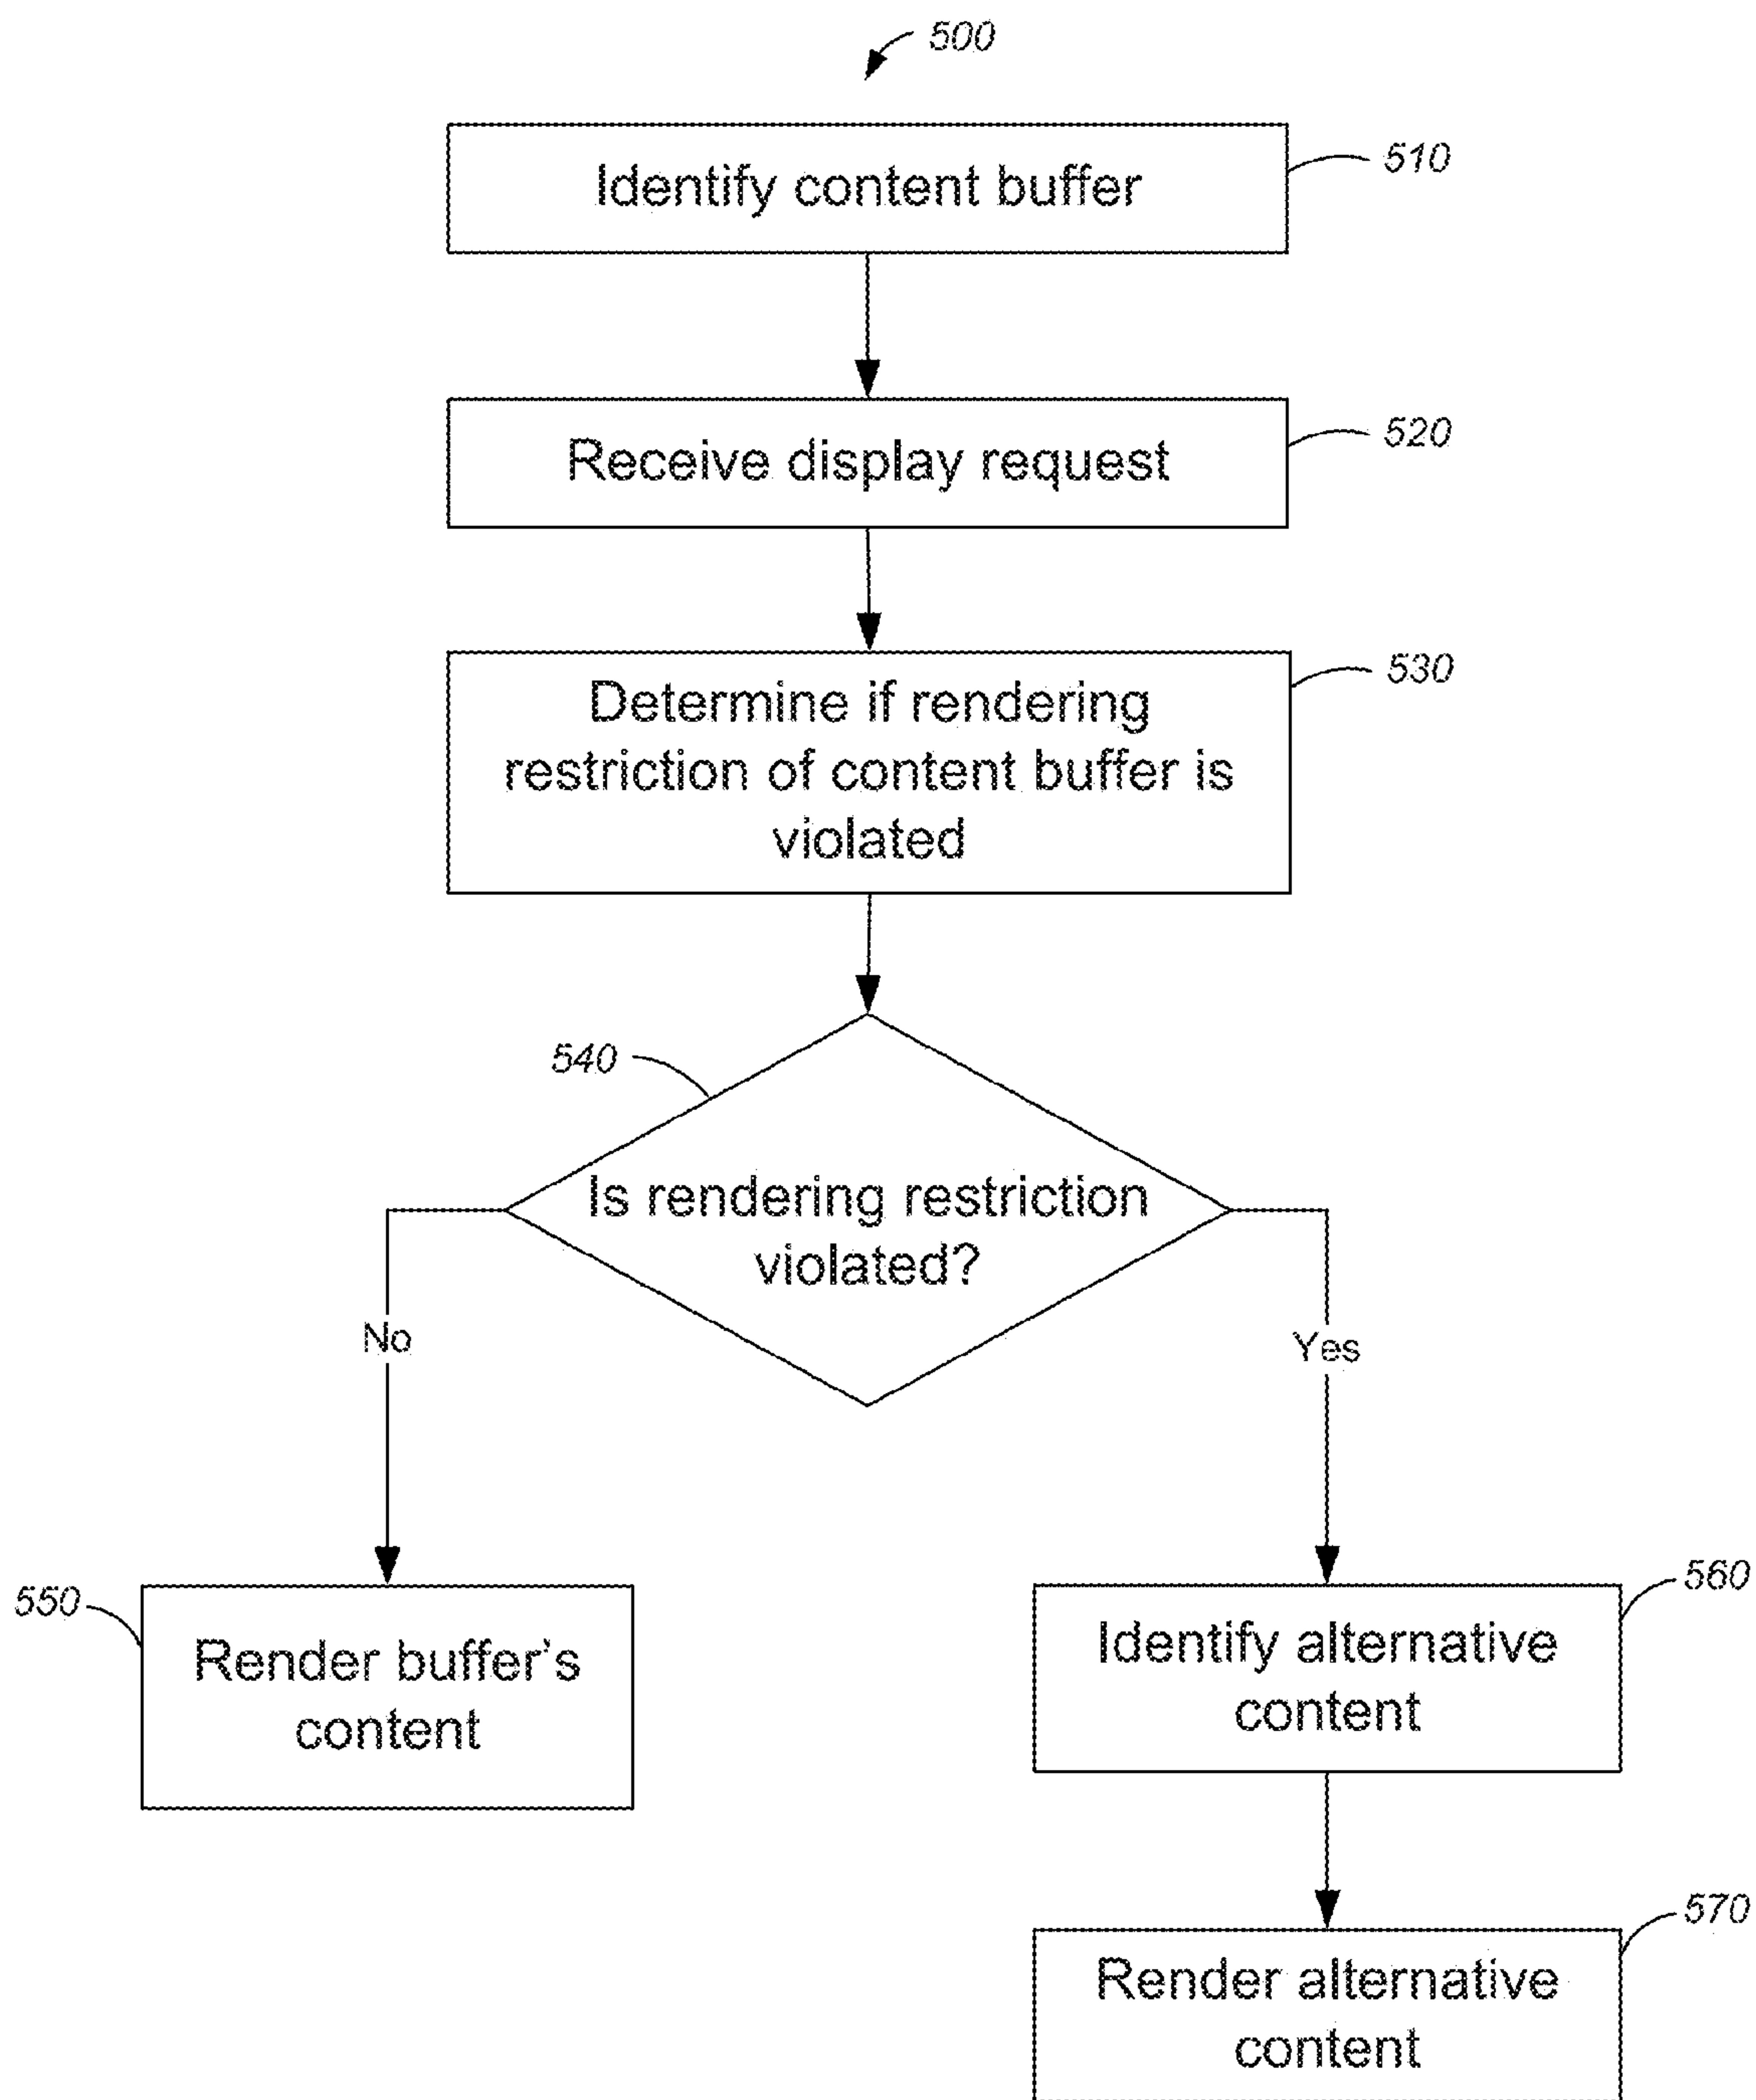 500
Identify content buffer
510
Receive display request
520
Determine if rendering
restriction of content buffer is
violated
530
540
Is rendering restriction
violated?
No
Yes
550
Render buffer's
content
Identify alternative
content
560
Render alternative
content
570